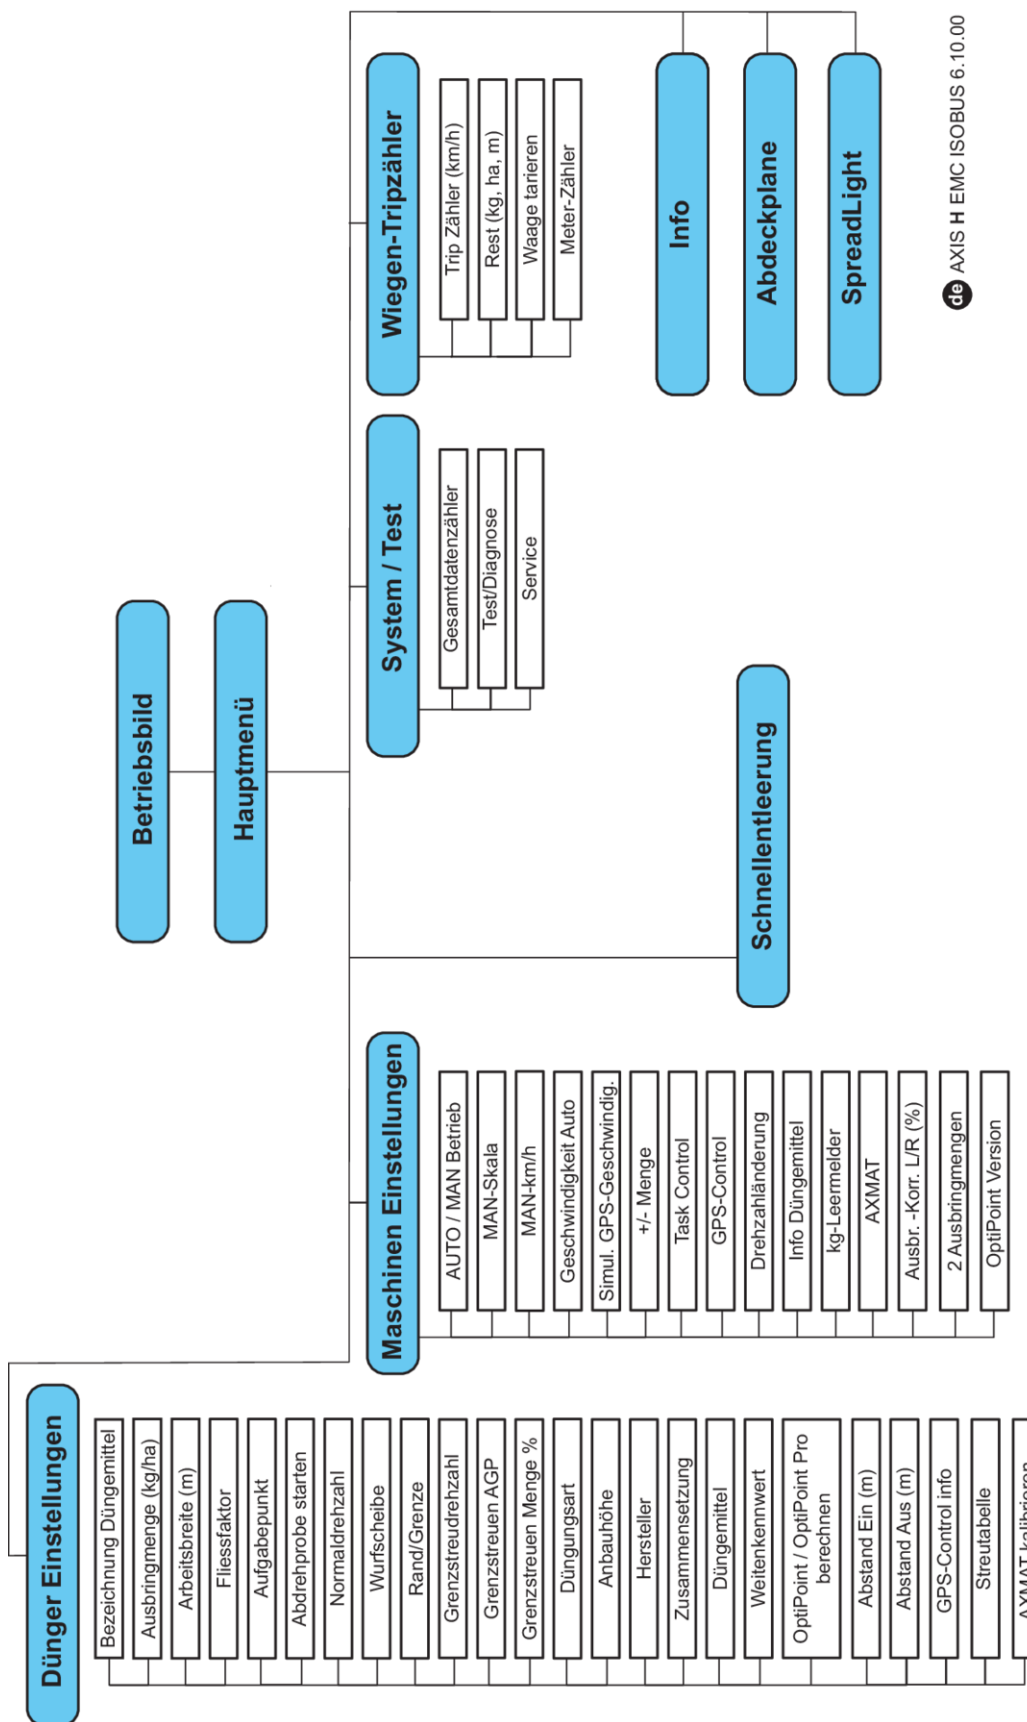 Betriebsbild
Hauptmenü
Dünger Einstellungen
Bezeichnung Düngemittel
Ausbringmenge (kg/ha)
Arbeitsbreite (m)
Fliessfaktor
Aufgabepunkt
Abdrehprobe starten
Normaldrehzahl
Wurfscheibe
Rand/Grenze
Grenzstreudrehzahl
Grenzstreuen AGP
Grenzstreuen Menge %
Düngungsart
Anbauhöhe
Hersteller
Zusammensetzung
Düngemittel
Weitenkennwert
OptiPoint / OptiPoint Pro
berechnen
Abstand Ein (m)
Abstand Aus (m)
GPS-Control info
Streutabelle
AXMAT kalibrieren
Maschinen Einstellungen
AUTO / MAN Betrieb
MAN-Skala
MAN-km/h
Geschwindigkeit Auto
Simul. GPS-Geschwindig.
+/- Menge
Task Control
GPS-Control
Drehzahländerung
Info Düngemittel
kg-Leermelder
AXMAT
Ausbr. -Korr. L/R (%)
2 Ausbringmengen
OptiPoint Version
Schnellentleerung
System / Test
Gesamtdatenzähler
Test/Diagnose
Service
Wiegen-Tripzähler
Trip Zähler (km/h)
Rest (kg, ha, m)
Waage tarieren
Meter-Zähler
Info
Abdeckplane
SpreadLight
de AXIS H EMC ISOBUS 6.10.00